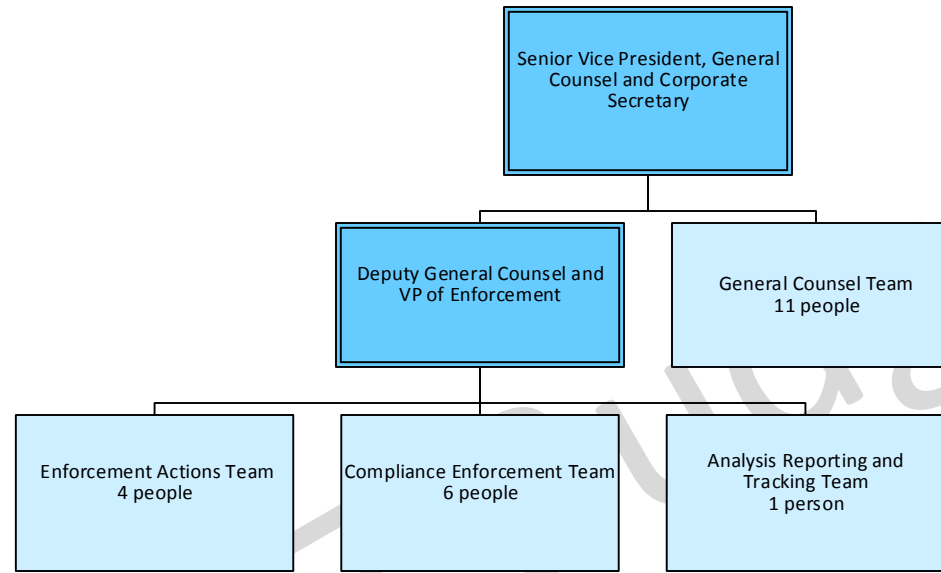 Senior Vice President, General
Counsel and Corporate
Secretary
Deputy General Counsel and
VP of Enforcement
General Counsel Team
11 people
Enforcement Actions Team
4 people
Compliance Enforcement Team
6 people
Analysis Reporting and
Tracking Team
1 person